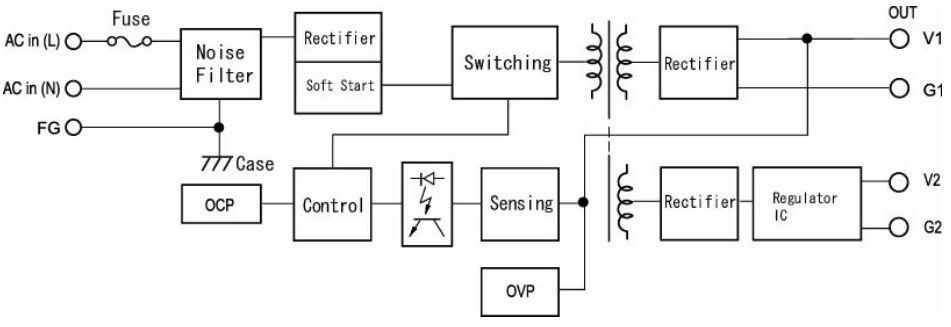 Fuse
OUT
AC in (L)
Noise
Filter
Rectifier
Soft Start
Switching
Rectifier
V1
AC in (N)
G1
FG
Case
OCP
Control
Sensing
Rectifier
Regulator
IC
V2
G2
OVP